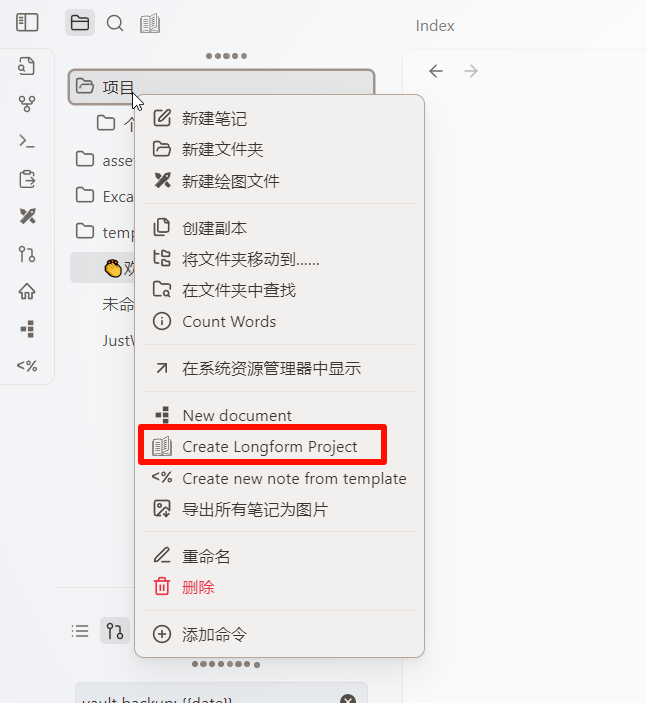 Index
项目
新建笔记
新建文件夹
新建绘图文件
创建副本
将文件夹移动到......
在文件夹中查找
Count Words
在系统资源管理器中显示
New document
Create Longform Project
<% Create new note from template
导出所有笔记为图片
重命名
删除
添加命令
asse
Exca
temp
👏欢
未命
JustW
<%
vault backup: {{date}}